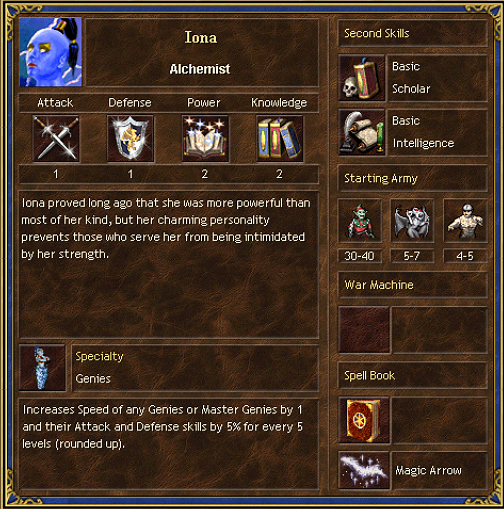 Iona
Alchemist
Attack Defense Power Knowledge
1 1 2 2
Iona proved long ago that she was more powerful than
most of her kind, but her charming personality
prevents those who serve her from being intimidated
by her strength.
Specialty
Genies
Increases Speed of any Genies or Master Genies by 1
and their Attack and Defense skills by 5% for every 5
levels (rounded up).
Second Skills
Basic
Scholar
Basic
Intelligence
Starting Army
30-40 5-7 4-5
War Machine
Spell Book
Magic Arrow